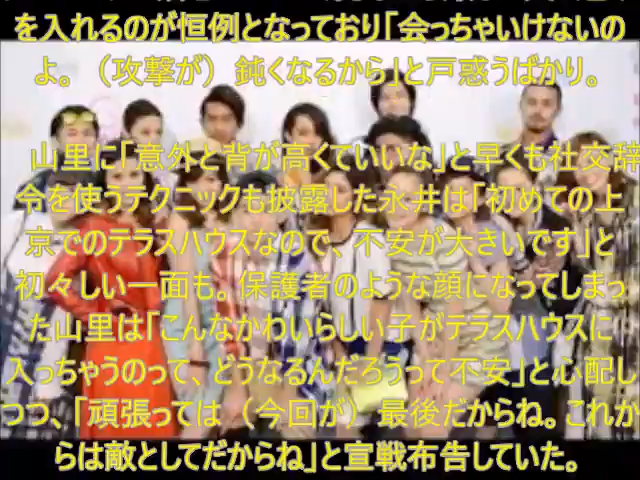 を入れるのが恒例となっており「会っちゃいけないの
よ。（攻撃が）鈍くなるから」と戸惑うばかり。
山里に「意外と背が高くていいな」と早くも社交辞
令を使うテクニックも披露した永井は「初めての上
京でのテラスハウスなので、不安が大きいです」と
初々しい一面も。保護者のような顔になってしまっ
た山里は「こんなかわいらしい子がテラスハウスに
入っちゃうのって、どうなるんだろうって不安」と心配し
つつ、「頑張っては（今回が）最後だからね。これか
らは敵としてだからね」と宣戦布告していた。